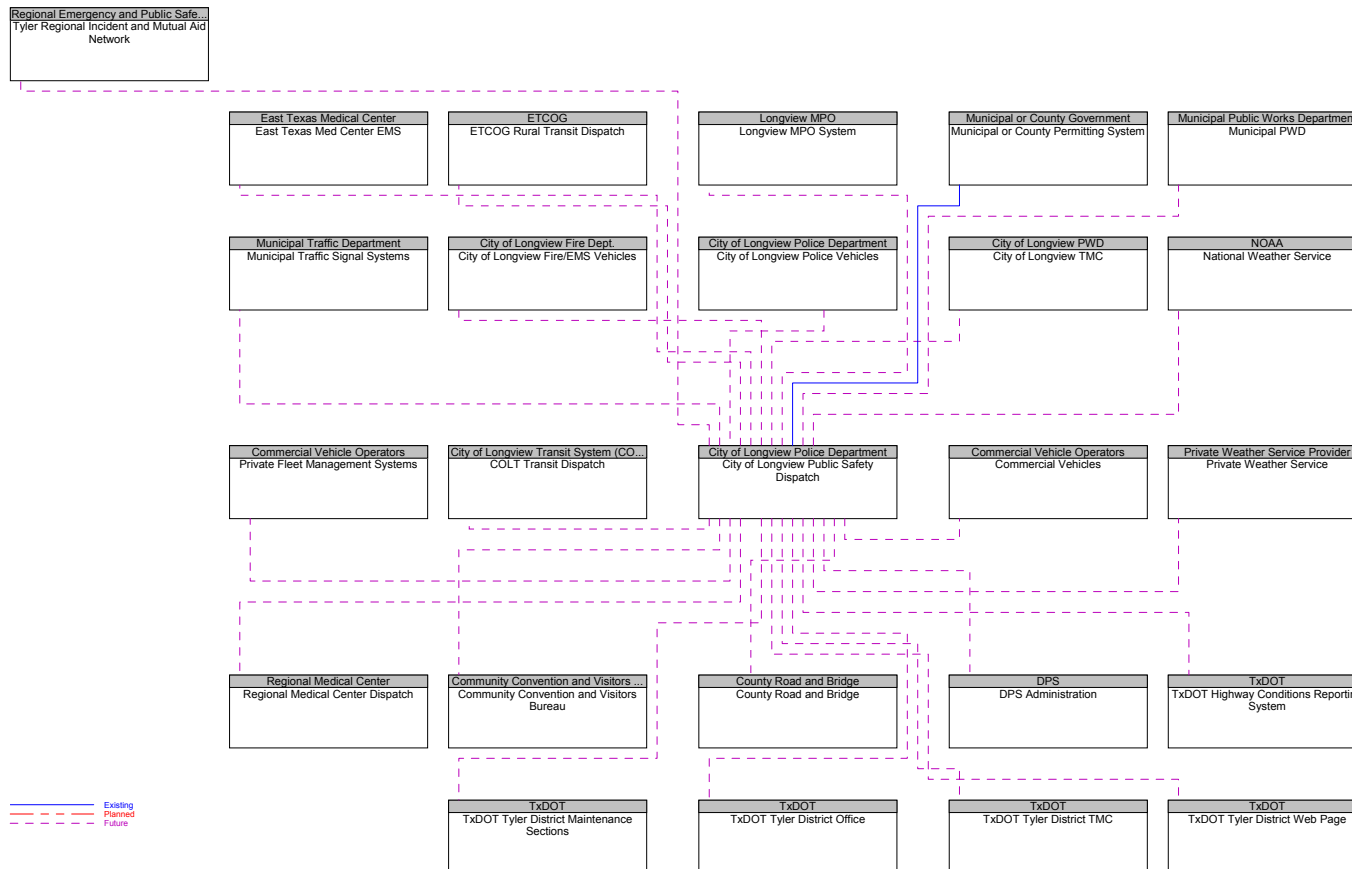 Regional Emergency and Public Safe...
Tyler Regional Incident and Mutual Aid
Network
East Texas Medical Center
East Texas Med Center EMS
ETCOG
ETCOG Rural Transit Dispatch
Longview MPO
Longview MPO System
Municipal or County Government
Municipal or County Permitting System
Municipal Public Works Department
Municipal PWD
Municipal Traffic Department
Municipal Traffic Signal Systems
City of Longview Fire Dept.
City of Longview Fire/EMS Vehicles
City of Longview Police Department
City of Longview Police Vehicles
City of Longview PWD
City of Longview TMC
NOAA
National Weather Service
Commercial Vehicle Operators
Private Fleet Management Systems
City of Longview Transit System (CO...
COLT Transit Dispatch
City of Longview Police Department
City of Longview Public Safety
Dispatch
Commercial Vehicle Operators
Commercial Vehicles
Private Weather Service Provider
Private Weather Service
Regional Medical Center
Regional Medical Center Dispatch
Community Convention and Visitors ...
Community Convention and Visitors
Bureau
County Road and Bridge
County Road and Bridge
DPS
DPS Administration
TxDOT
TxDOT Highway Conditions Reportin
System
TxDOT
TxDOT Tyler District Maintenance
Sections
TxDOT
TxDOT Tyler District Office
TxDOT
TxDOT Tyler District TMC
TxDOT
TxDOT Tyler District Web Page
Existing
Planned
Future